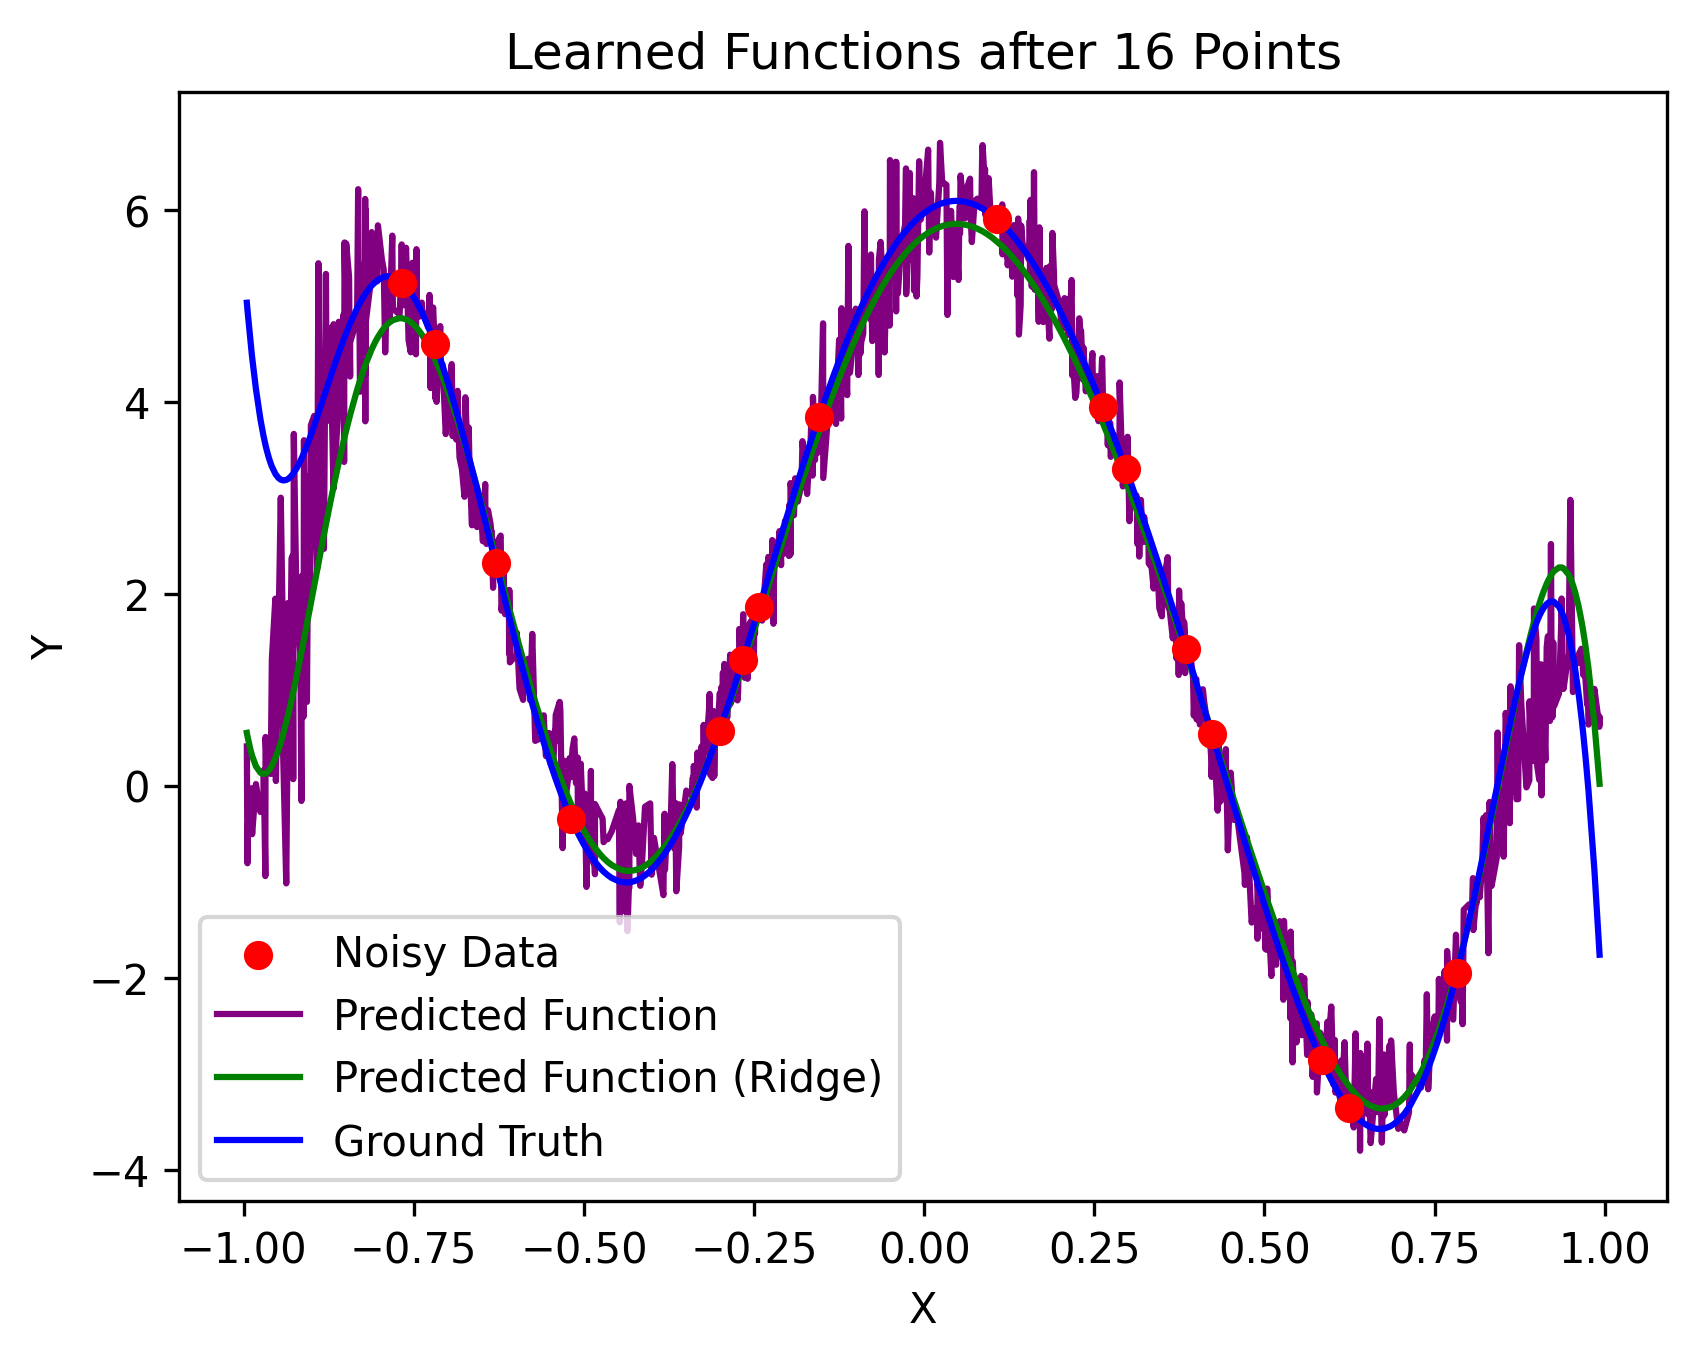 Learned Functions after 16 Points
6
4
2
0
−2
−4
Y
Noisy Data
Predicted Function
Predicted Function (Ridge)
Ground Truth
−1.00 −0.75 −0.50 −0.25 0.00 0.25 0.50 0.75 1.00
X